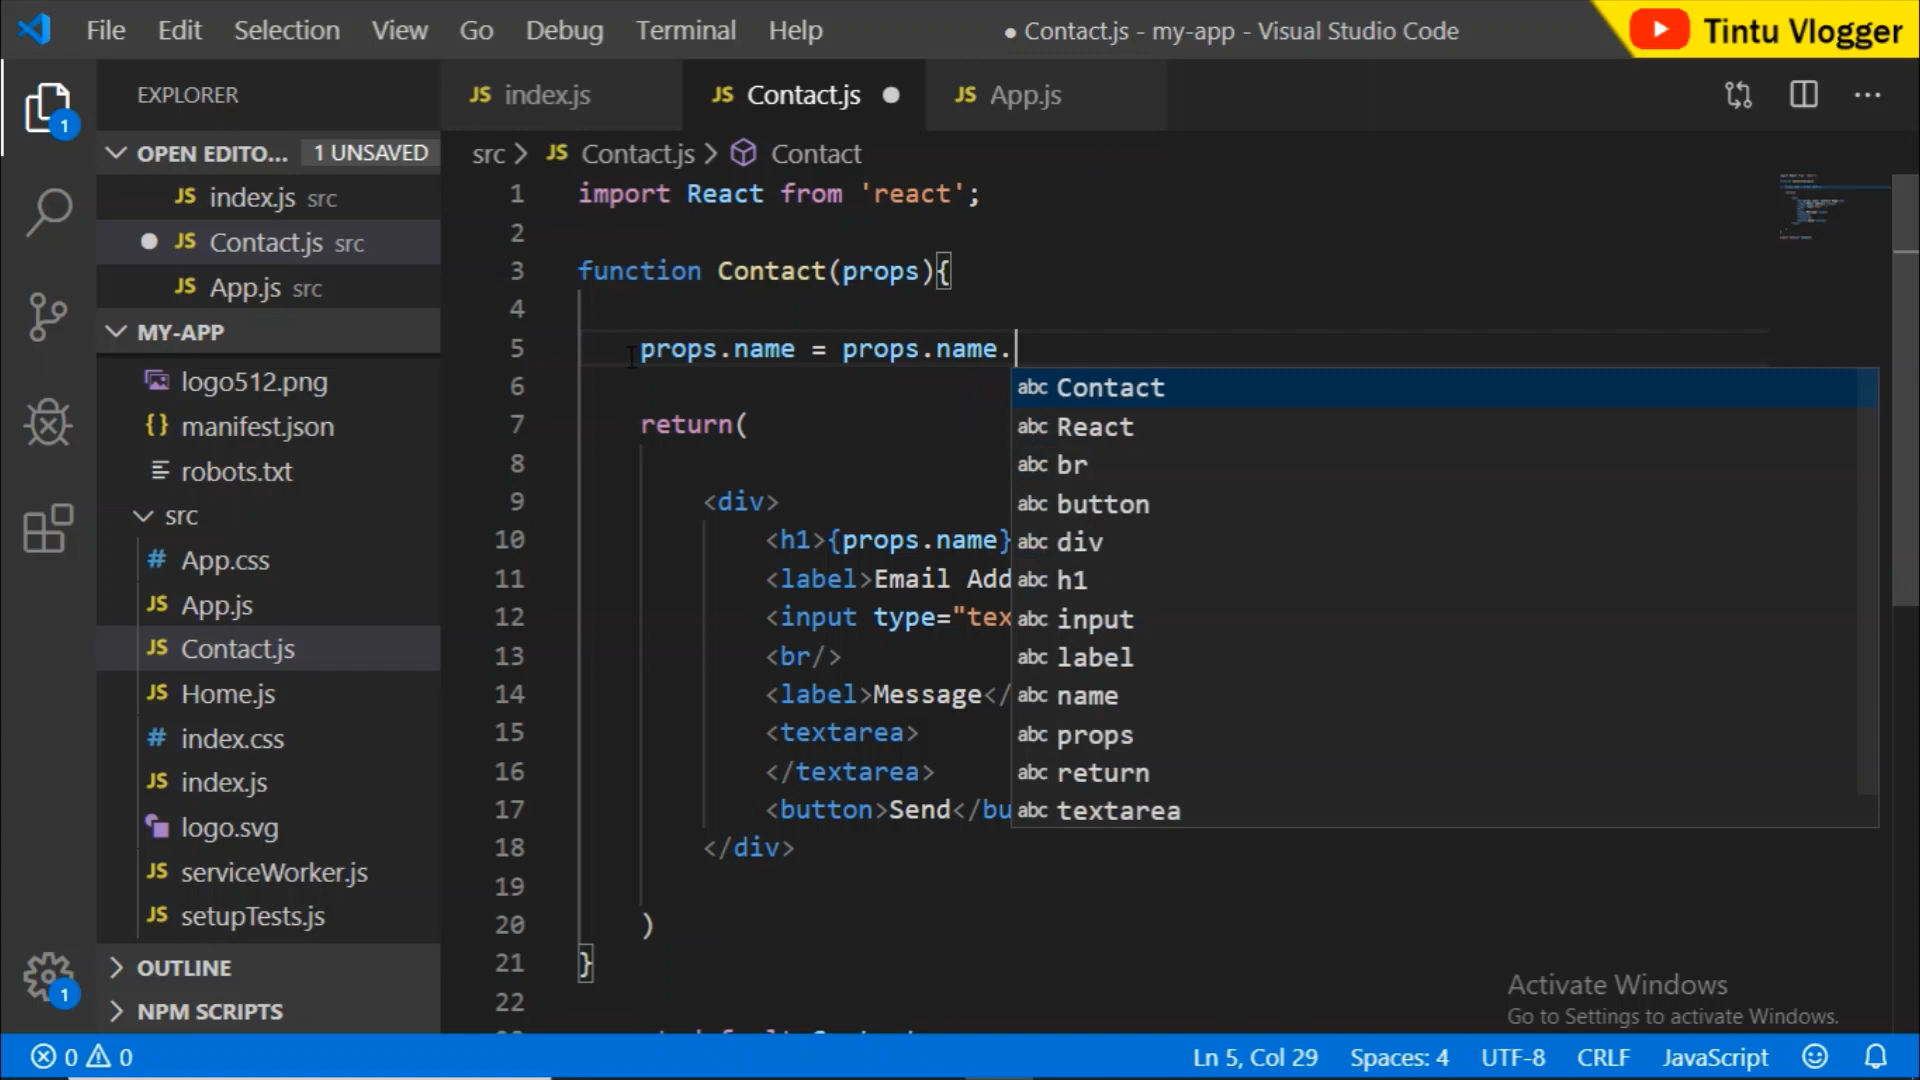 File Edit Selection View Go Debug Terminal Help
● Contact.js - my-app - Visual Studio Code
Tintu Vlogger
EXPLORER
OPEN EDITO... 1 UNSAVED
JS index.js src
JS Contact.js src
JS App.js src
MY-APP
logo512.png
{} manifest.json
robots.txt
src
# App.css
JS App.js
JS Contact.js
JS Home.js
# index.css
JS index.js
logo.svg
JS serviceWorker.js
JS setupTests.js
OUTLINE
NPM SCRIPTS
1
1
JS index.js JS Contact.js ● JS App.js
src > JS Contact.js > Contact
1 import React from 'react';
2
3 function Contact(props){
4
5 props.name = props.name.
6
7 return(
8
9 <div>
10 <h1>{props.name}
11 <label>Email Add
12 <input type="tex
13 <br/>
14 <label>Message</
15 <textarea>
16 </textarea>
17 <button>Send</bu
18 </div>
19
20 )
21 }
22
abc Contact
abc React
abc br
abc button
abc div
abc h1
abc input
abc label
abc name
abc props
abc return
abc textarea
Activate Windows
Go to Settings to activate Windows.
0 0
Ln 5, Col 29 Spaces: 4 UTF-8 CRLF JavaScript